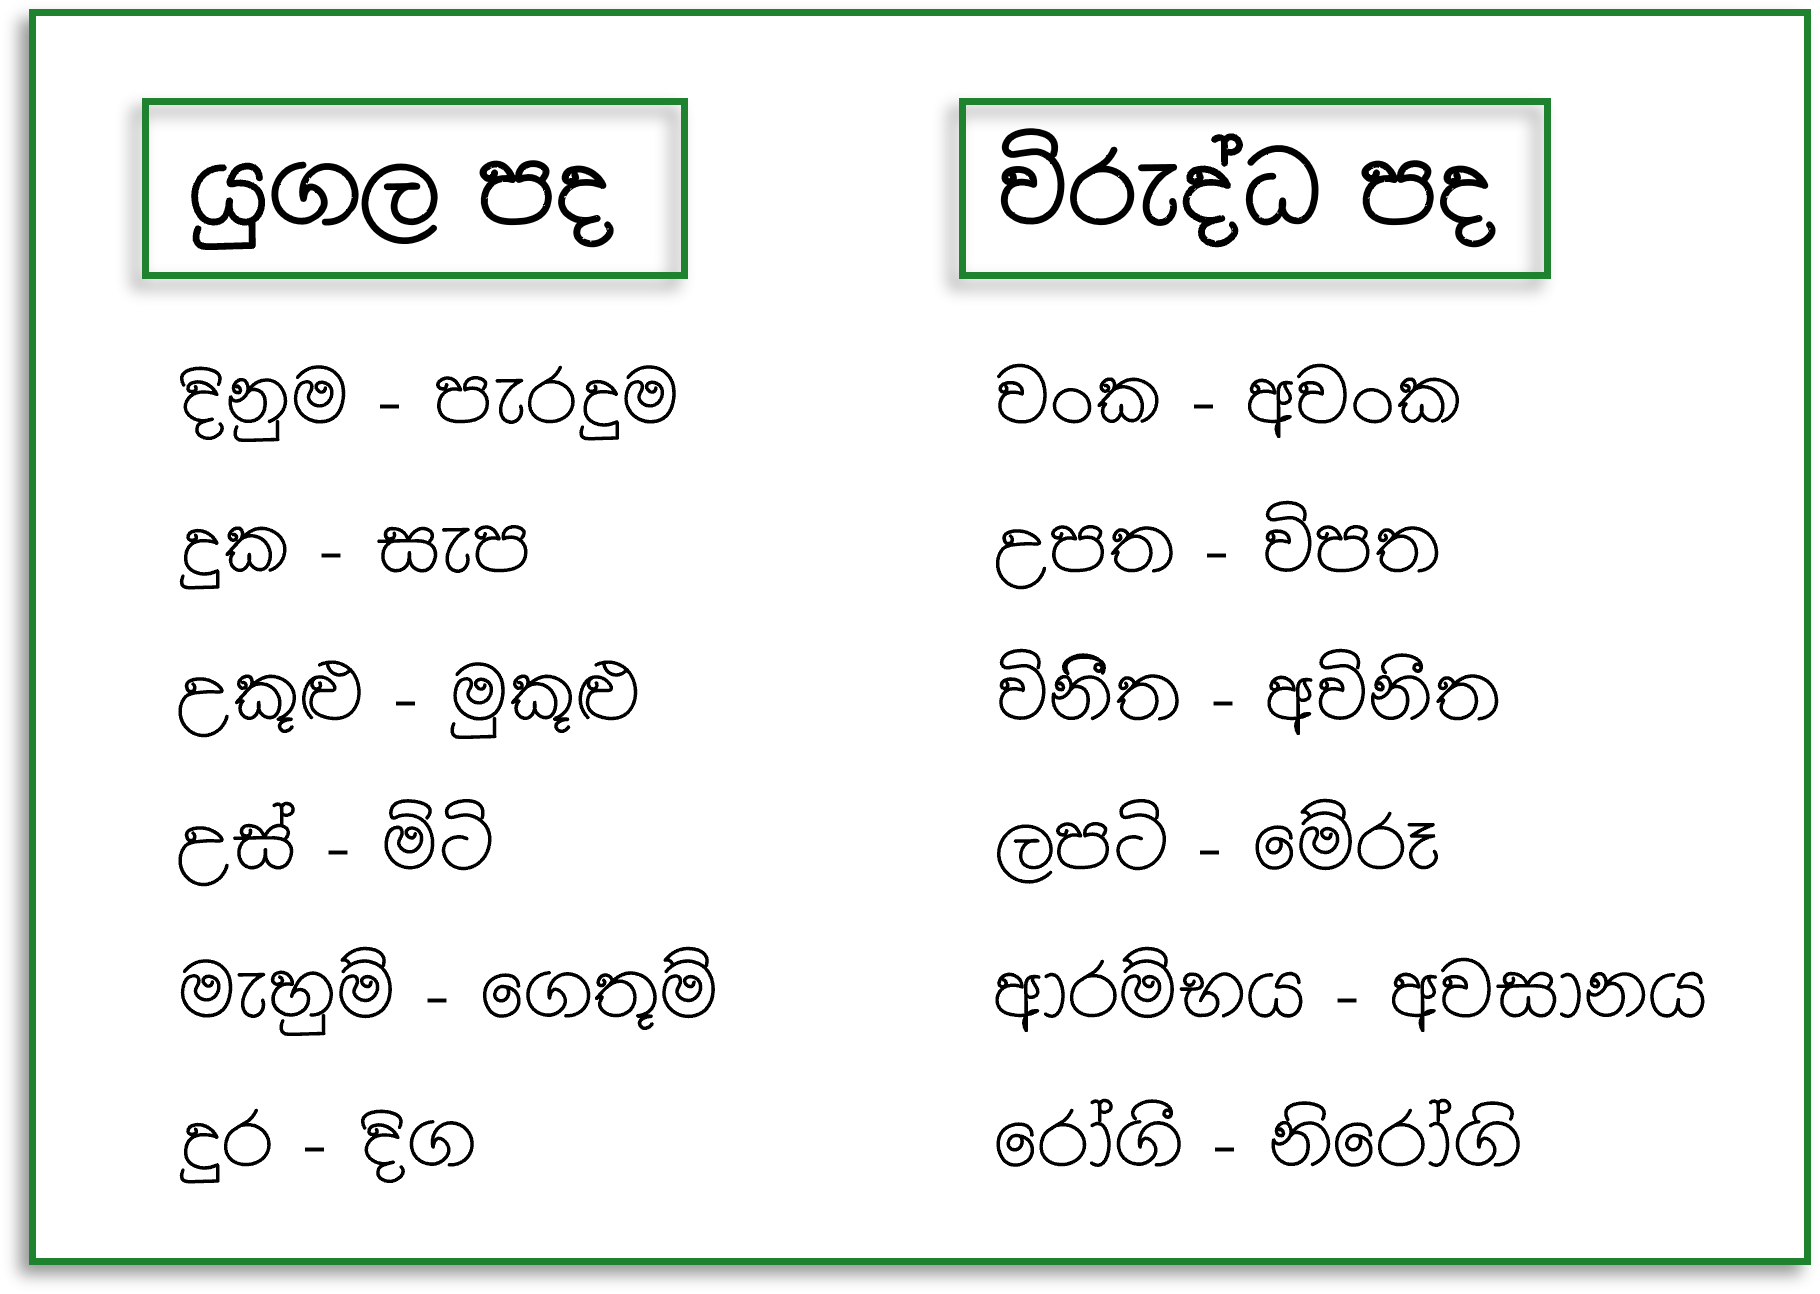 යුගල පද
දිනුම - පැරදුම
දුක - සැප
උකුළු - මුකුළු
උස් - මිටි
මැහුම් - ගෙතුම්
දුර - දිග
විරුද්ධ පද
වංක - අවංක
උපත - විපත
විනීත - අවිනීත
ලපටි - මේරූ
ආරම්භය - අවසානය
රෝගී - නිරෝගි